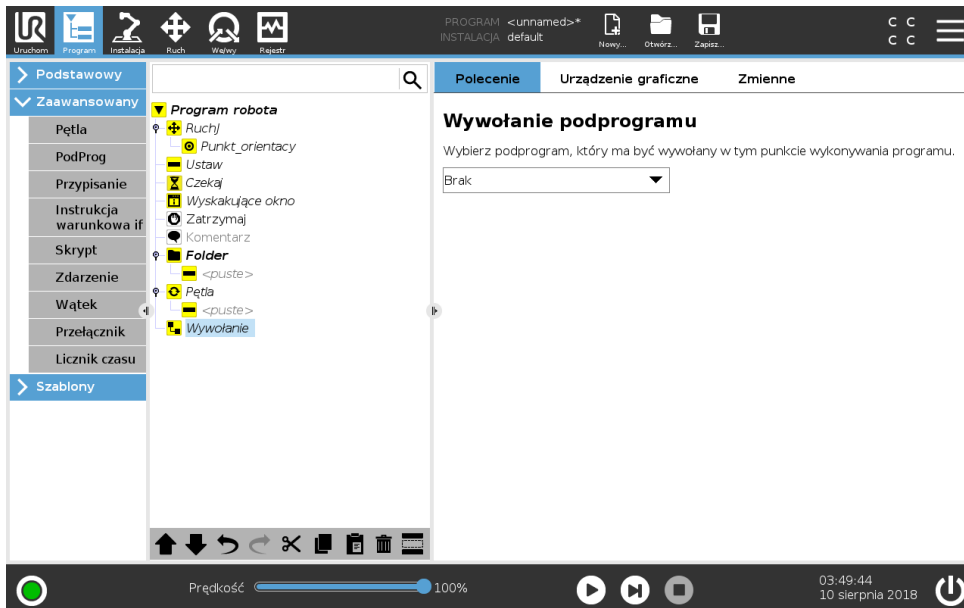 PROGRAM <unnamed>*
INSTALACJA default
C C
C C
Uruchom
Program
Instalacja
Ruch
We/wy
Rejestr
Nowy...
Otwórz...
Zapisz...
Podstawowy
Zaawansowany
Pętla
PodProg
Przypisanie
Instrukcja
warunkowa if
Skrypt
Zdarzenie
Wątek
Przełącznik
Licznik czasu
Szablony
Program robota
RuchJ
Punkt_orientacy
Ustaw
Czekaj
Wyskakujące okno
Zatrzymaj
Komentarz
Folder
<puste>
Pętla
<puste>
Wywołanie
Polecenie
Urządzenie graficzne
Zmienne
Wywołanie podprogramu
Wybierz podprogram, który ma być wywołany w tym punkcie wykonywania programu.
Brak
Prędkość
100%
03:49:44
10 sierpnia 2018